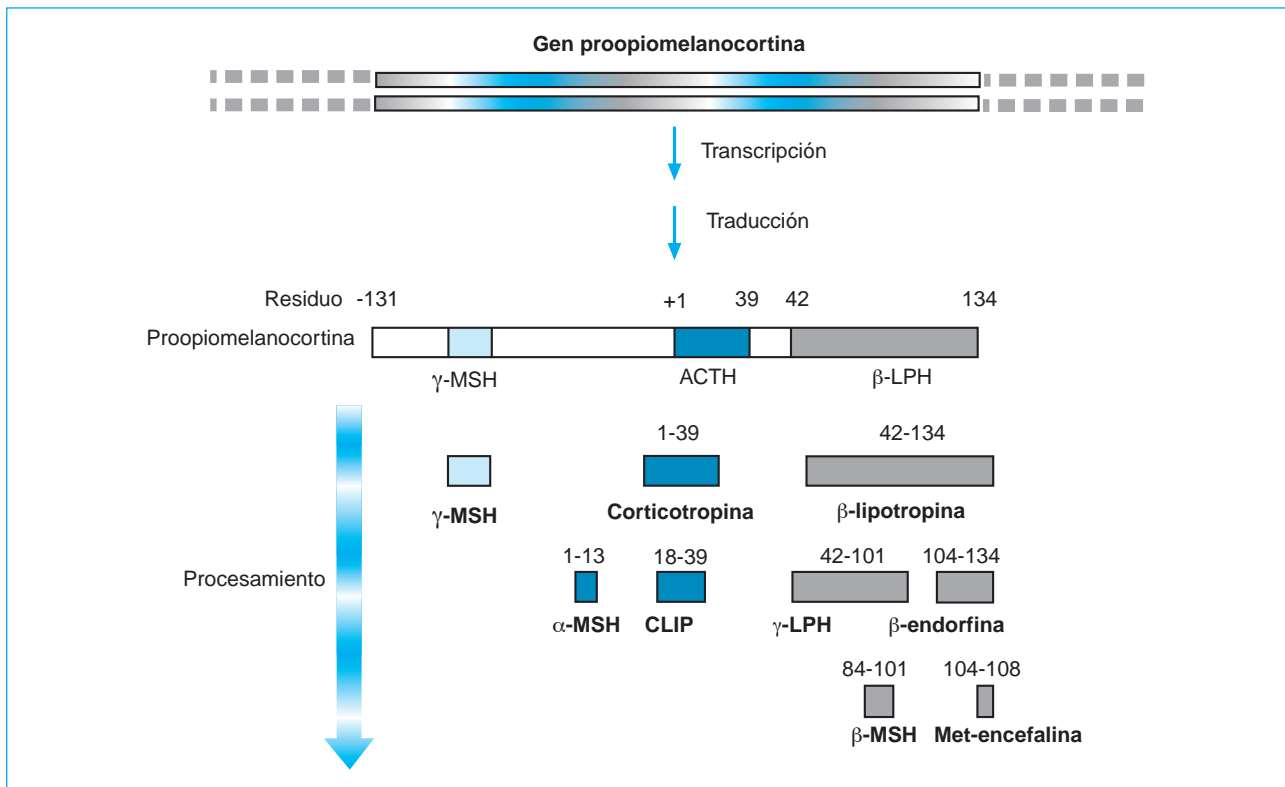 Gen proopiomelanocortina
Transcripción
Traducción
Residuo -131 +1 39 42 134
Proopiomelanocortina
γ-MSH ACTH β-LPH
1-39 42-134
γ-MSH Corticotropina β-lipotropina
1-13 18-39 42-101 104-134
Procesamiento
α-MSH CLIP γ-LPH β-endorfina
84-101 104-108
β-MSH Met-encefalina